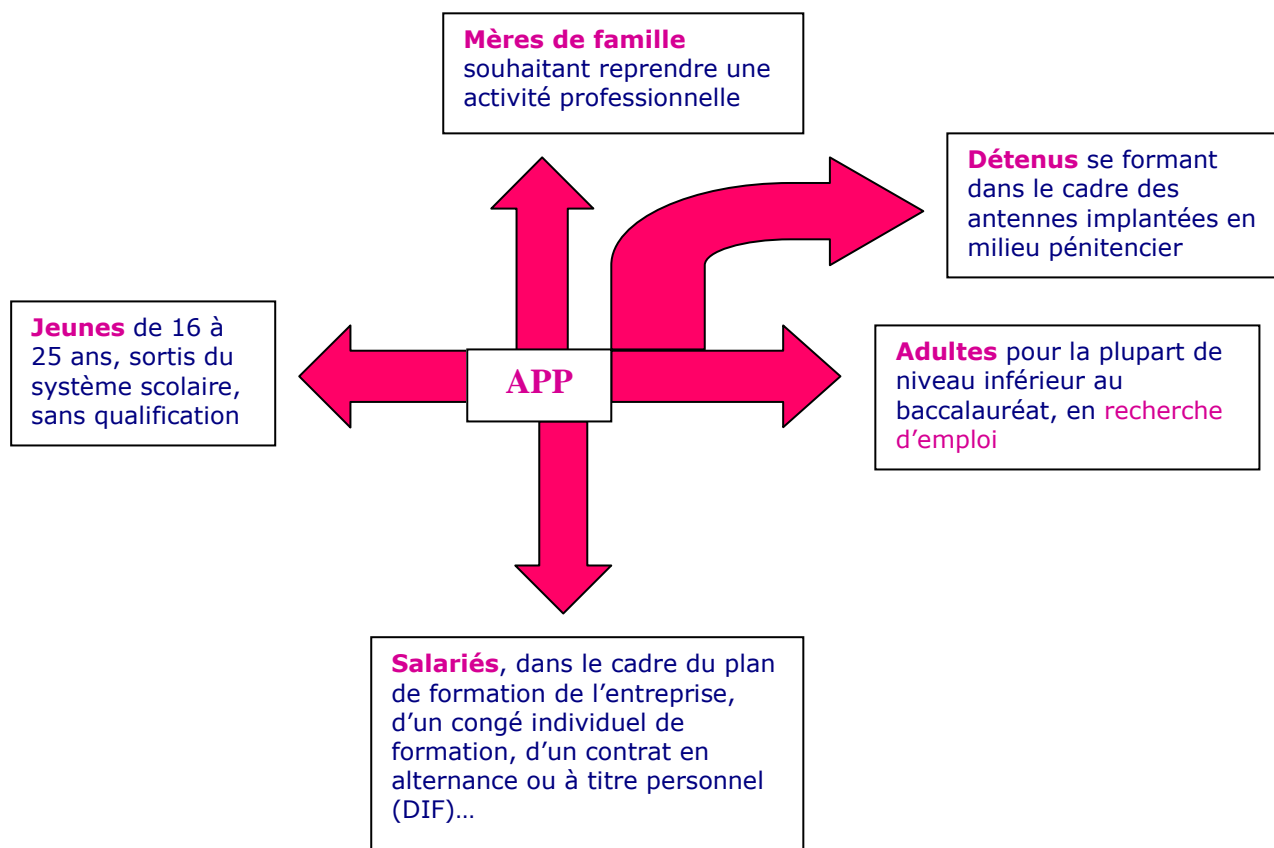 Mères de famille
souhaitant reprendre une
activité professionnelle
Détenus se formant
dans le cadre des
antennes implantées en
milieu pénitencier
Jeunes de 16 à
25 ans, sortis du
système scolaire,
sans qualification
APP
Adultes pour la plupart de
niveau inférieur au
baccalauréat, en recherche
d’emploi
Salariés, dans le cadre du plan
de formation de l’entreprise,
d’un congé individuel de
formation, d’un contrat en
alternance ou à titre personnel
(DIF)…